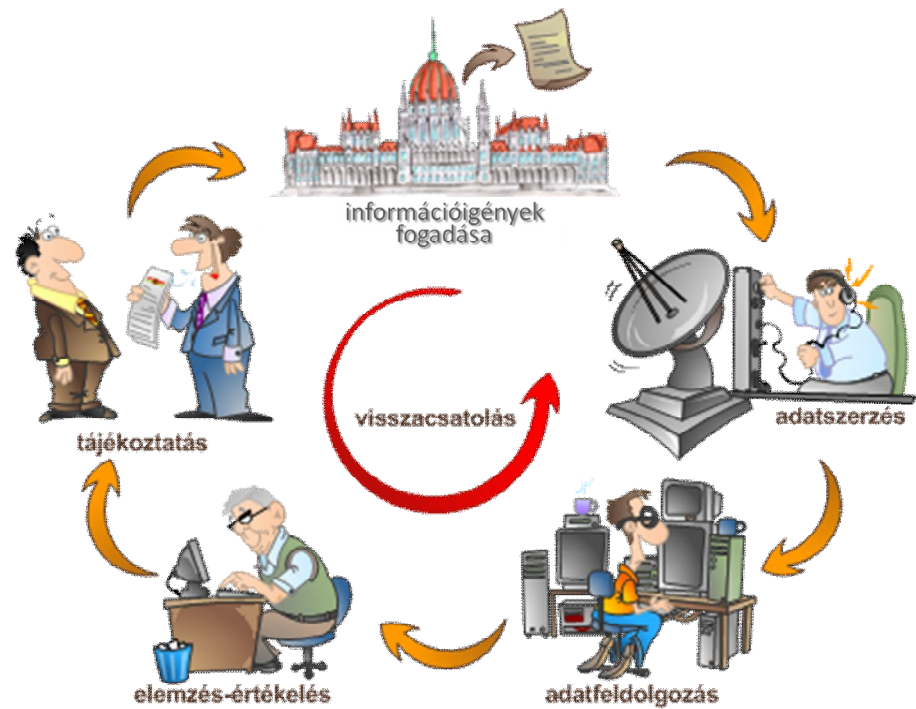 információigények
fogadása
adatszerzés
visszacsatolás
tájékoztatás
elemzés-értékelés
adatfeldolgozás